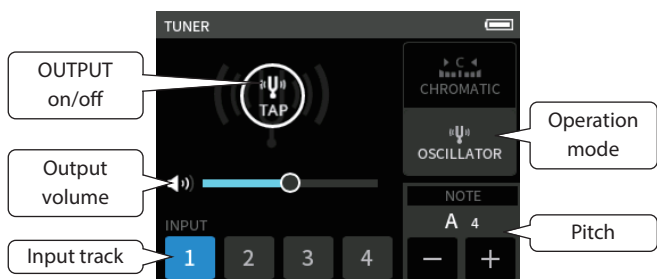 TUNER
OUTPUT
on/off
TAP
C
CHROMATIC
OSCILLATOR
Operation
mode
Output
volume
NOTE
A 4
Pitch
INPUT
Input track
1 2 3 4
− +